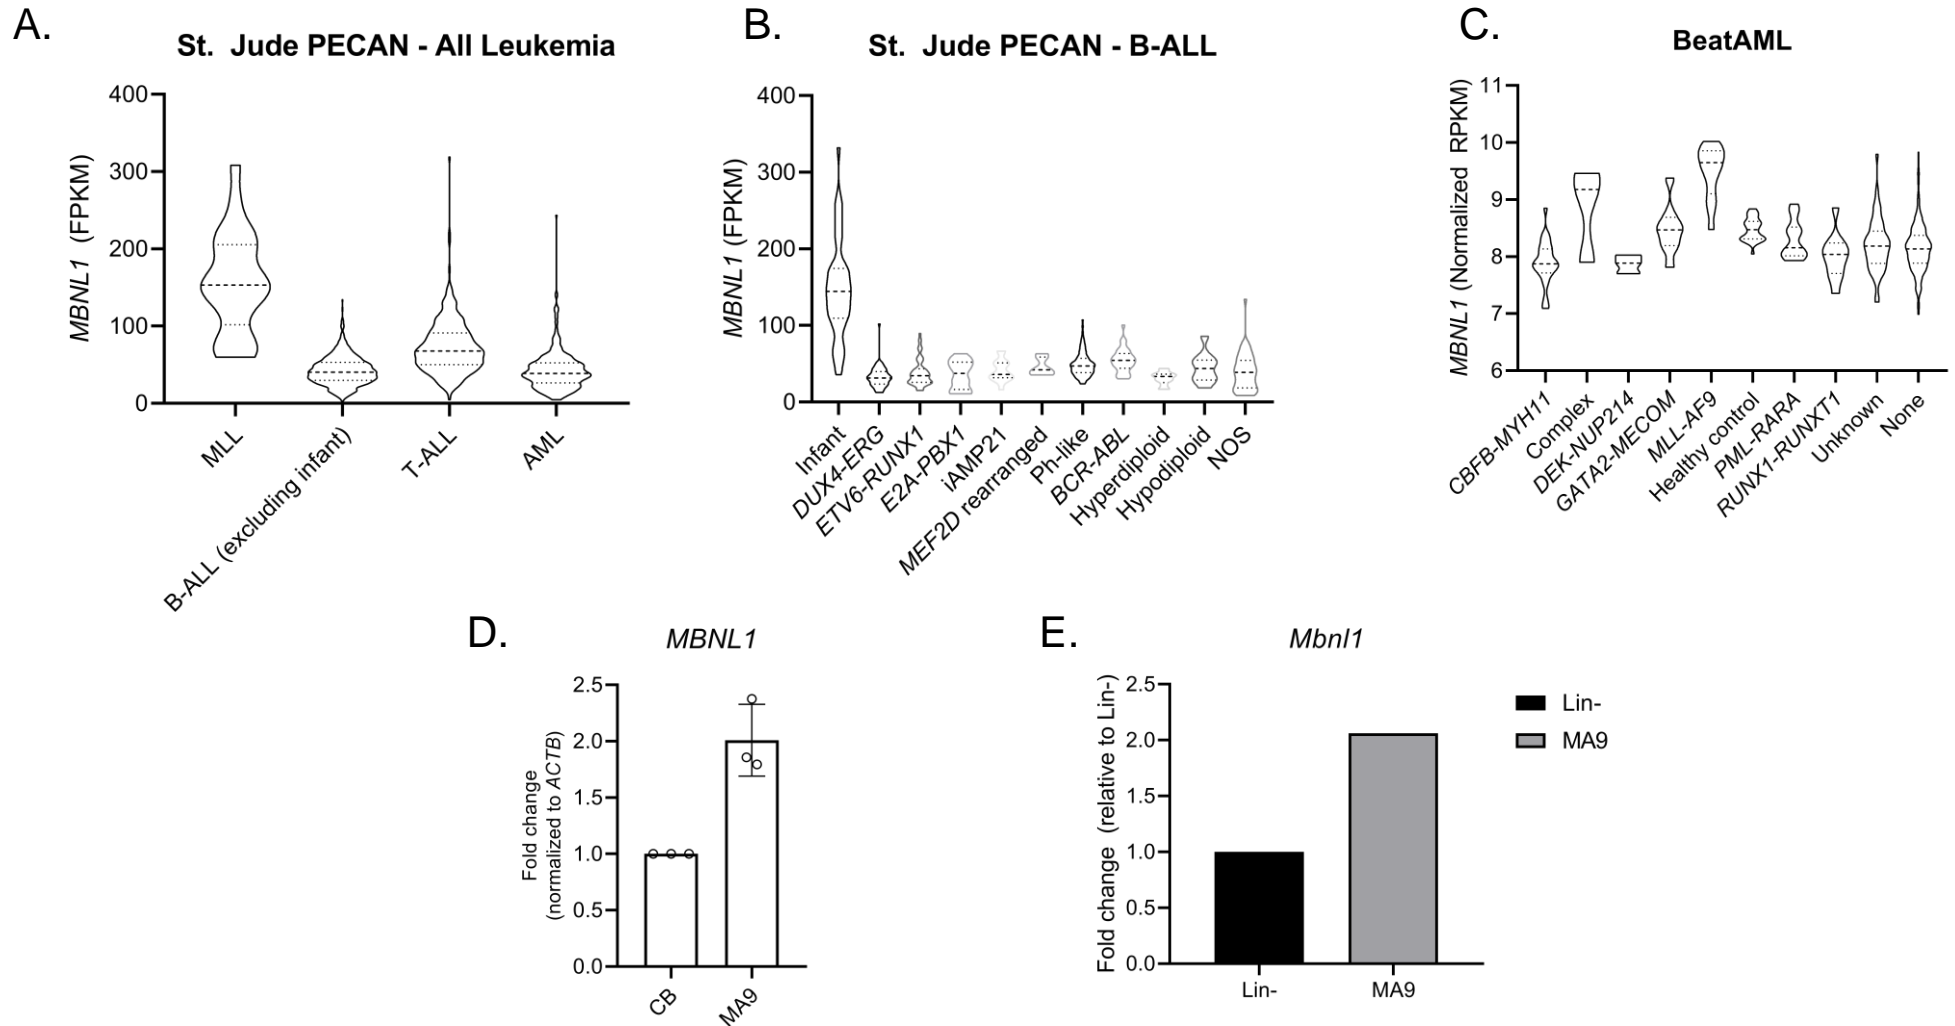 A.
St. Jude PECAN - All Leukemia
MBNL1 (FPKM)
400
300
200
100
0
MLL
B-ALL (excluding infant)
T-ALL
AML
B.
St. Jude PECAN - B-ALL
MBNL1 (FPKM)
400
300
200
100
0
Infant
DUX4-ERG
ETV6-RUNX1
E2A-PBX1
iAMP21
MEF2D rearranged
Ph-like
BCR-ABL
Hyperdiploid
Hypodiploid
NOS
C.
BeatAML
MBNL1 (Normalized RPKM)
11
10
9
8
7
6
CBFB-MYH11
Complex
DEK-NUP214
GATA2-MECOM
MLL-AF9
Healthy control
PML-RARA
RUNX1-RUNXT1
Unknown
None
D.
MBNL1
Fold change
(normalized to ACTB)
2.5
2.0
1.5
1.0
0.5
0.0
CB
MA9
E.
Mbnl1
Fold change (relative to Lin-)
2.5
2.0
1.5
1.0
0.5
0.0
Lin-
MA9
Lin-
MA9